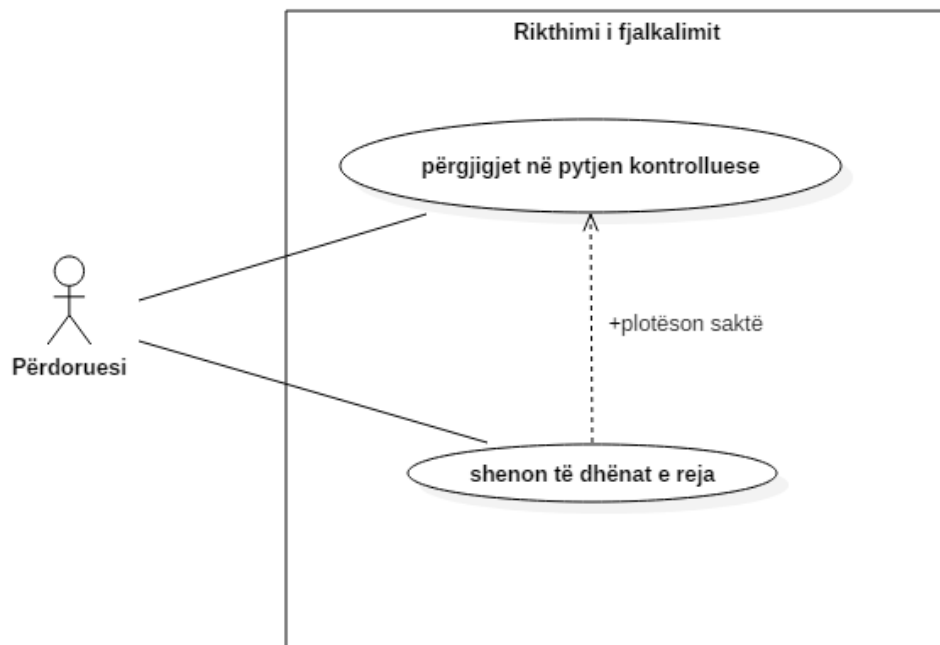 Rikthimi i fjalkalimit
përgjigjet në pytjen kontrolluese
+plotëson saktë
Përdoruesi
shenon të dhënat e reja